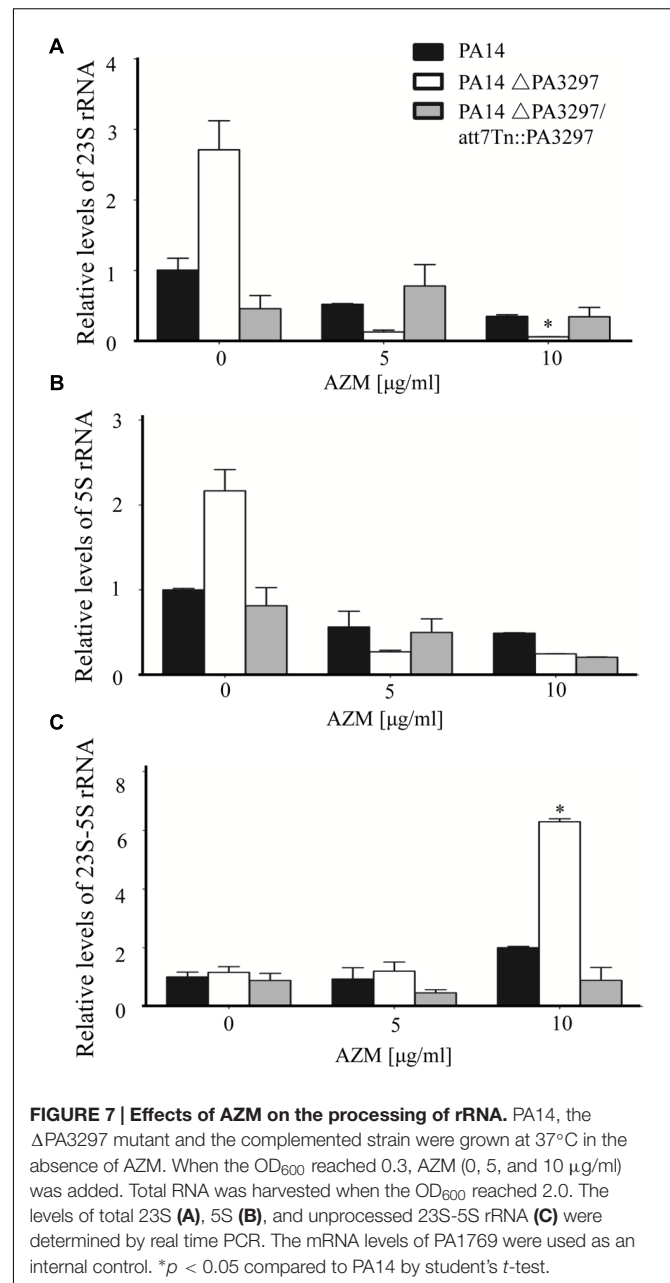 A
PA14
PA14 △PA3297
PA14 △PA3297/
att7Tn::PA3297
Relative levels of 23S rRNA
4
3
2
1
0
*
0 5 10
AZM [µg/ml]
B
Relative levels of 5S rRNA
3
2
1
0
0 5 10
AZM [µg/ml]
C
Relative levels of 23S-5S rRNA
8
6
4
2
0
*
0 5 10
AZM [µg/ml]
FIGURE 7 | Effects of AZM on the processing of rRNA. PA14, the
ΔPA3297 mutant and the complemented strain were grown at 37°C in the
absence of AZM. When the OD600 reached 0.3, AZM (0, 5, and 10 μg/ml)
was added. Total RNA was harvested when the OD600 reached 2.0. The
levels of total 23S (A), 5S (B), and unprocessed 23S-5S rRNA (C) were
determined by real time PCR. The mRNA levels of PA1769 were used as an
internal control. *p < 0.05 compared to PA14 by student's t-test.